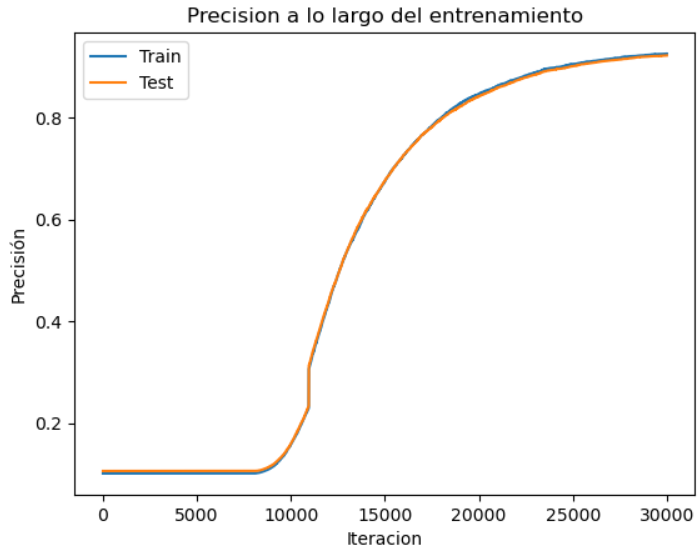 Precision a lo largo del entrenamiento
Train
Test
0.8
0.6
0.4
0.2
Precisión
0 5000 10000 15000 20000 25000 30000
Iteracion